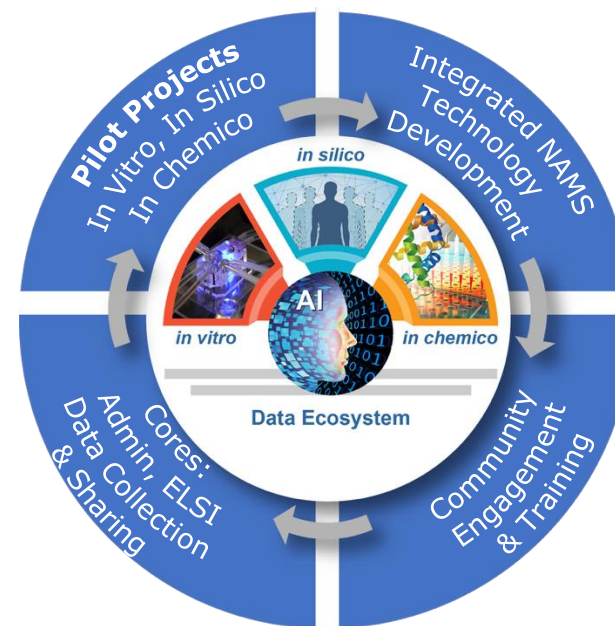 Pilot Projects
In Vitro, In Silico
In Chemico
Integrated NAMS
Technology
Development
in silico
AI
in vitro
in chemico
Data Ecosystem
Cores:
Admin, ELSI
Data Collection
& Sharing
Community
Engagement
& Training